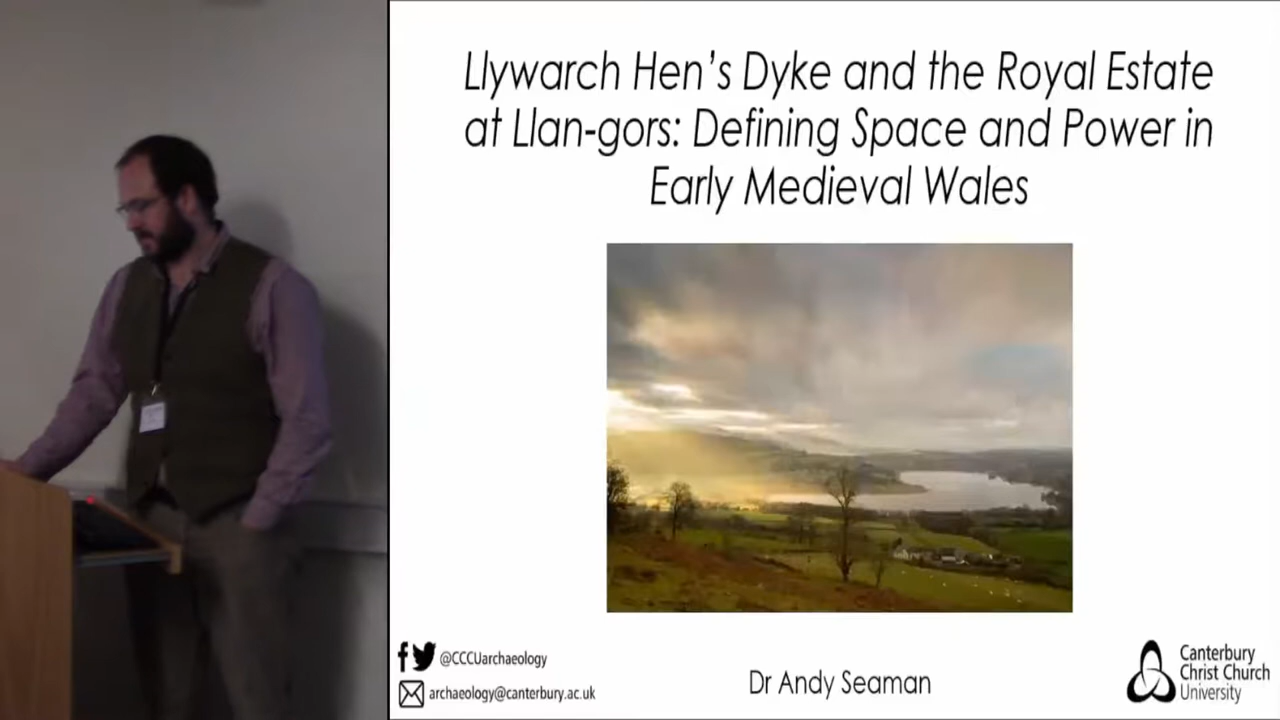 Llywarch Hen's Dyke and the Royal Estate
at Llan-gors: Defining Space and Power in
Early Medieval Wales
@CCCUarchaeology
archaeology@canterbury.ac.uk
Dr Andy Seaman
Canterbury
Christ Church
University